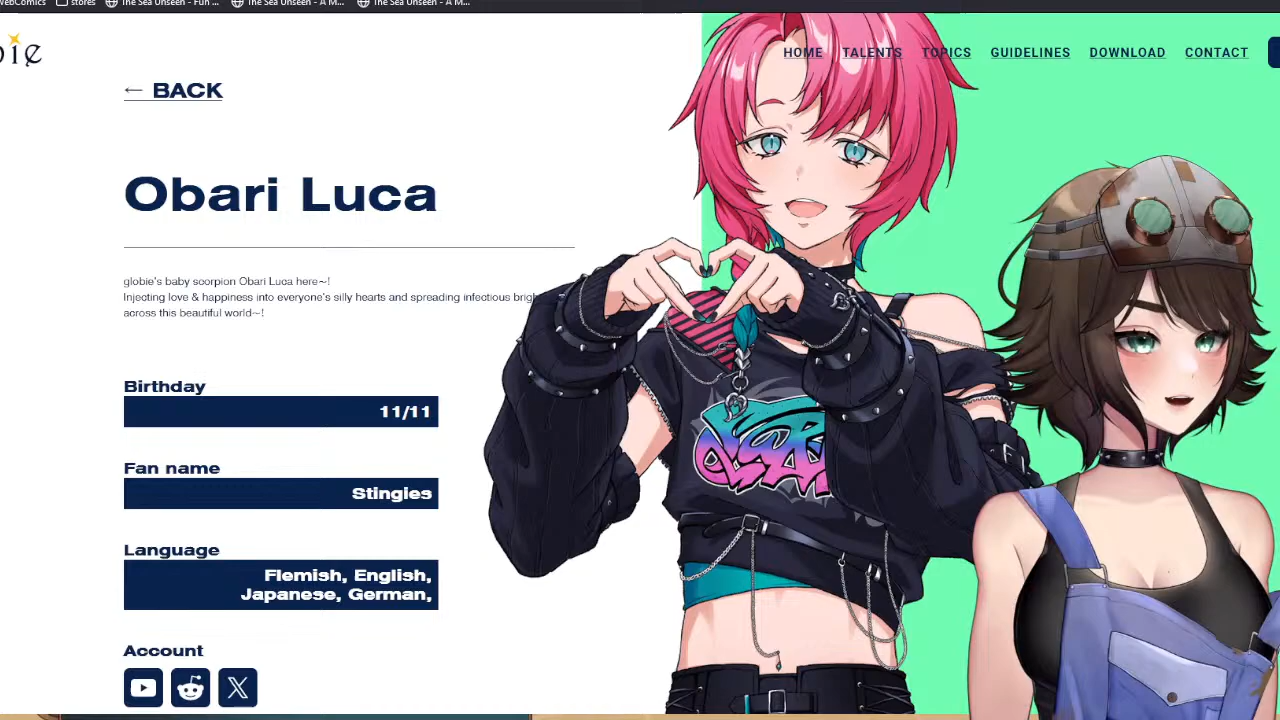 WebComics stores The Sea Unseen - Fun ... The Sea Unseen - A M... The Sea Unseen - A M...
bie
HOME TALENTS TOPICS GUIDELINES DOWNLOAD CONTACT
← BACK
Obari Luca
globie's baby scorpion Obari Luca here~!
Injecting love & happiness into everyone's silly hearts and spreading infectious brigh
across this beautiful world~!
Birthday
11/11
Fan name
Stingies
Language
Flemish, English,
Japanese, German,
Account